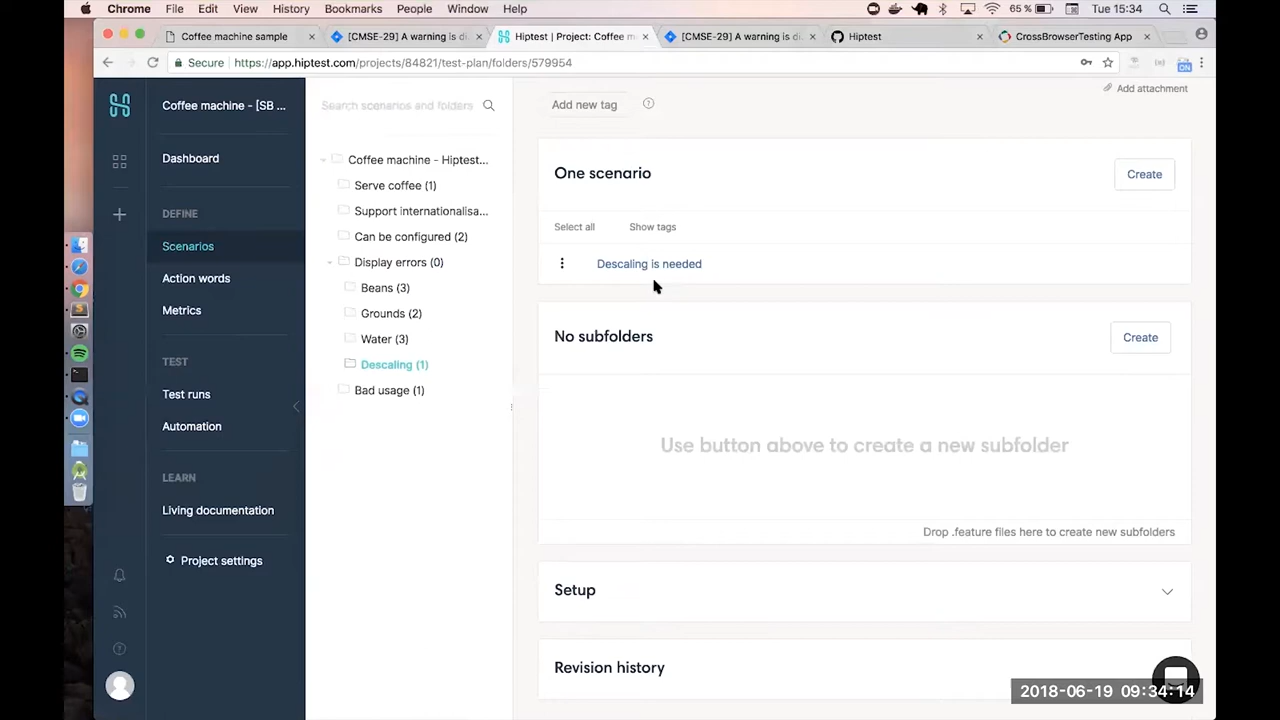 Chrome File Edit View History Bookmarks People Window Help 65 % Tue 15:34
Coffee machine sample
[CMSE-29] A warning is di
Hiptest | Project: Coffee m
[CMSE-29] A warning is di
Hiptest
CrossBrowserTesting App
Secure https://app.hiptest.com/projects/84821/test-plan/folders/579954
ON
Coffee machine - [SB ...
Dashboard
DEFINE
Scenarios
Action words
Metrics
TEST
Test runs
Automation
LEARN
Living documentation
Project settings
Search scenarios and folders
Coffee machine - Hiptest...
Serve coffee (1)
Support internationalisa...
Can be configured (2)
Display errors (0)
Beans (3)
Grounds (2)
Water (3)
Descaling (1)
Bad usage (1)
Add attachment
Add new tag
One scenario
Create
Select all Show tags
Descaling is needed
No subfolders
Create
Use button above to create a new subfolder
Drop .feature files here to create new subfolders
Setup
Revision history
2018-06-19 09:34:14